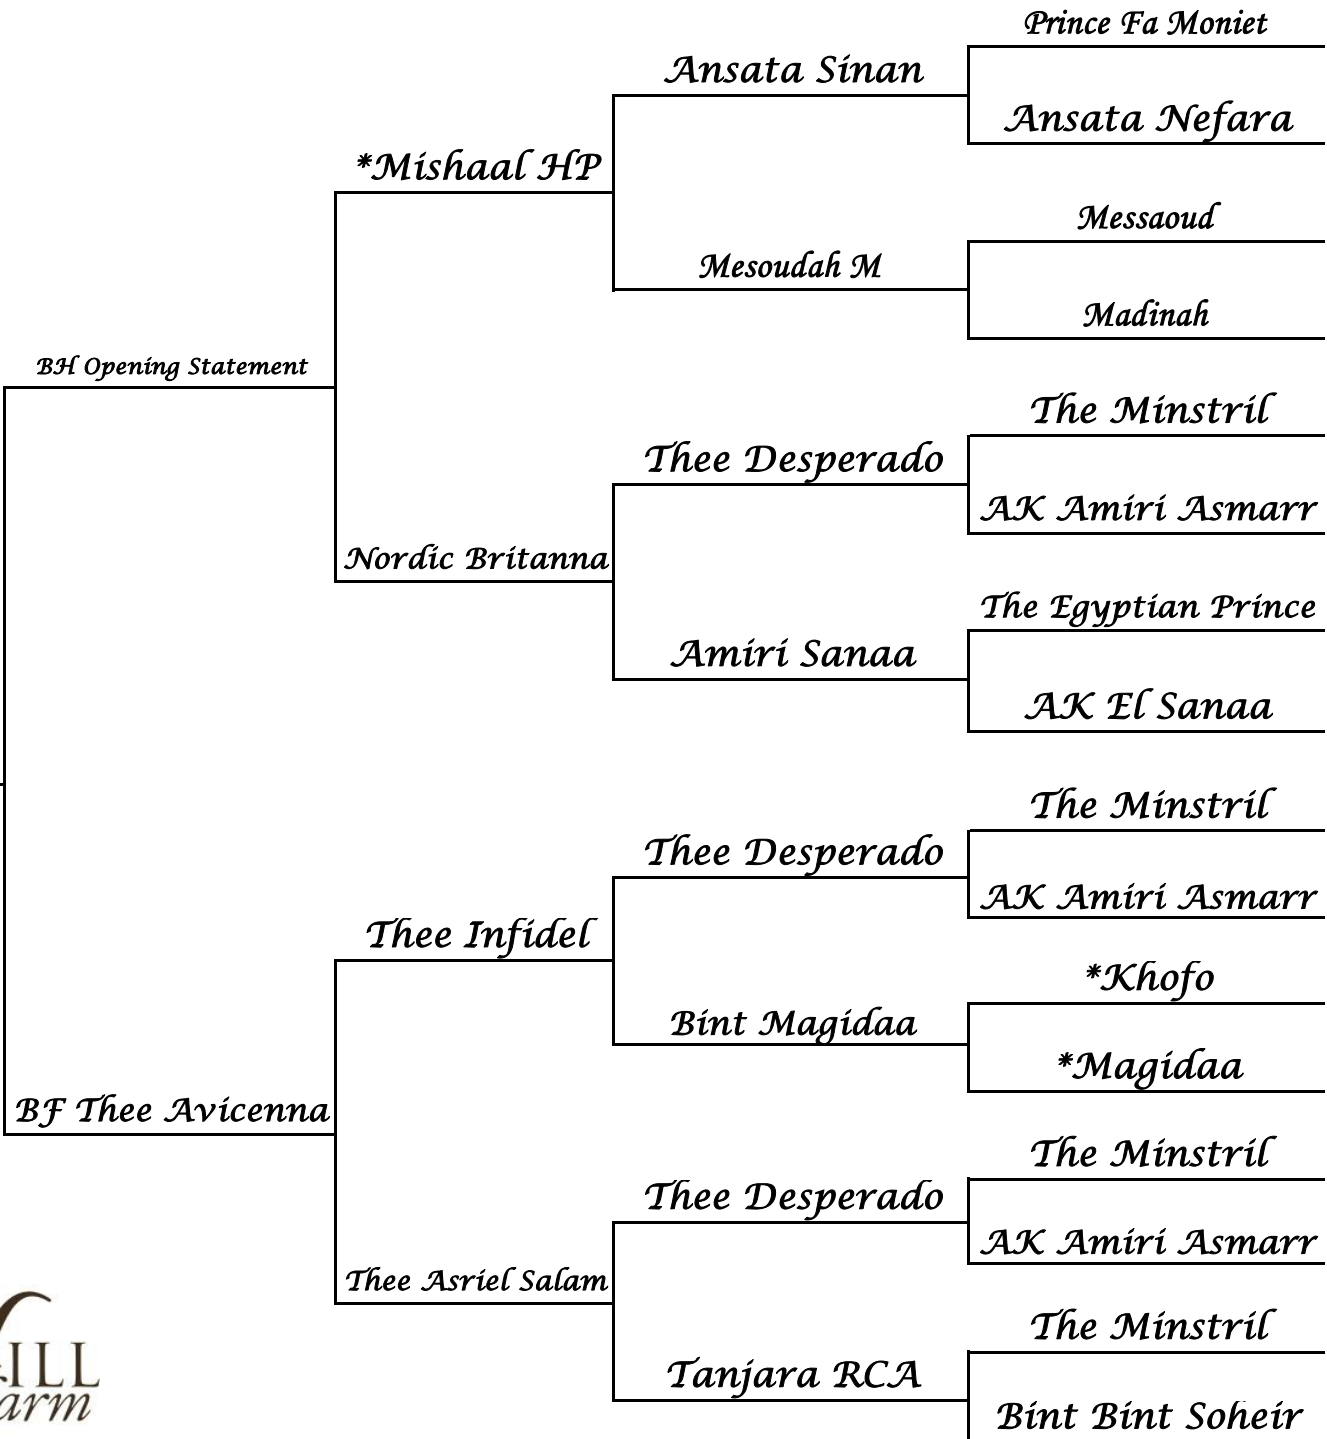 Prince Fa Moniet
Ansata Sinan
Ansata Nefara
*Mishaal HP
Messaoud
Mesoudah M
Madinah
BH Opening Statement
The Minstril
Thee Desperado
AK Amiri Asmarr
Nordic Britanna
The Egyptian Prince
Amiri Sanaa
AK El Sanaa
The Minstril
Thee Desperado
AK Amiri Asmarr
Thee Infidel
*Khofo
Bint Magidaa
*Magidaa
BF Thee Avicenna
The Minstril
Thee Desperado
AK Amiri Asmarr
Thee Asriel Salam
The Minstril
Tanjara RCA
Bint Bint Soheir
ILL
arm